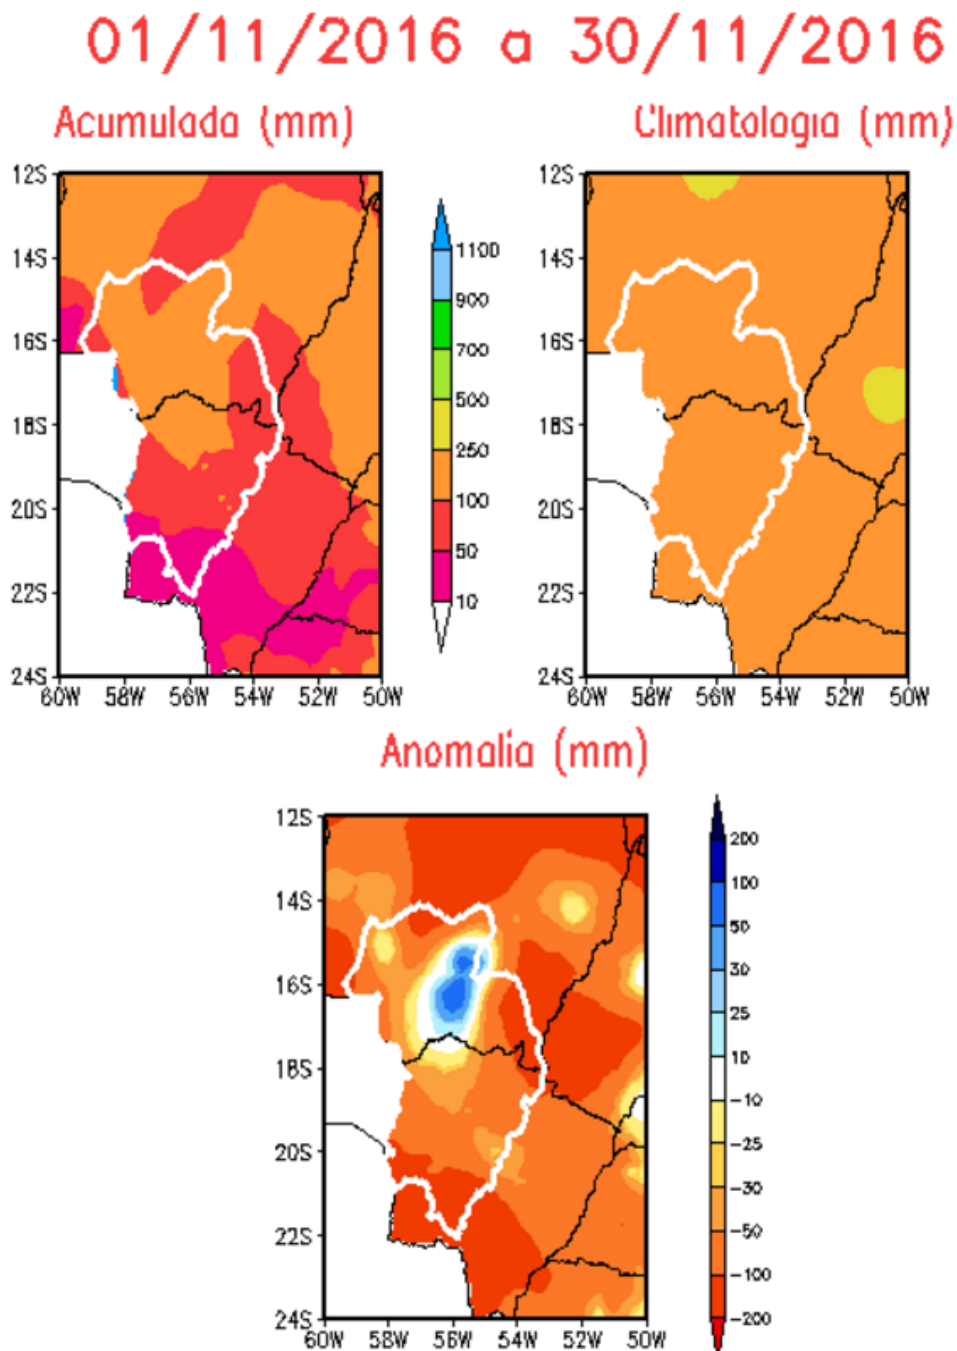 01/11/2016 a 30/11/2016
Acumulada (mm)
Climatologia (mm)
12S
14S
16S
18S
20S
22S
24S
60W 58W 56W 54W 52W 50W
1100
900
700
500
250
100
50
10
12S
14S
16S
18S
20S
22S
24S
60W 58W 56W 54W 52W 50W
Anomalia (mm)
12S
14S
16S
18S
20S
22S
24S
60W 58W 56W 54W 52W 50W
200
100
50
30
25
10
-10
-25
-30
-50
-100
-200